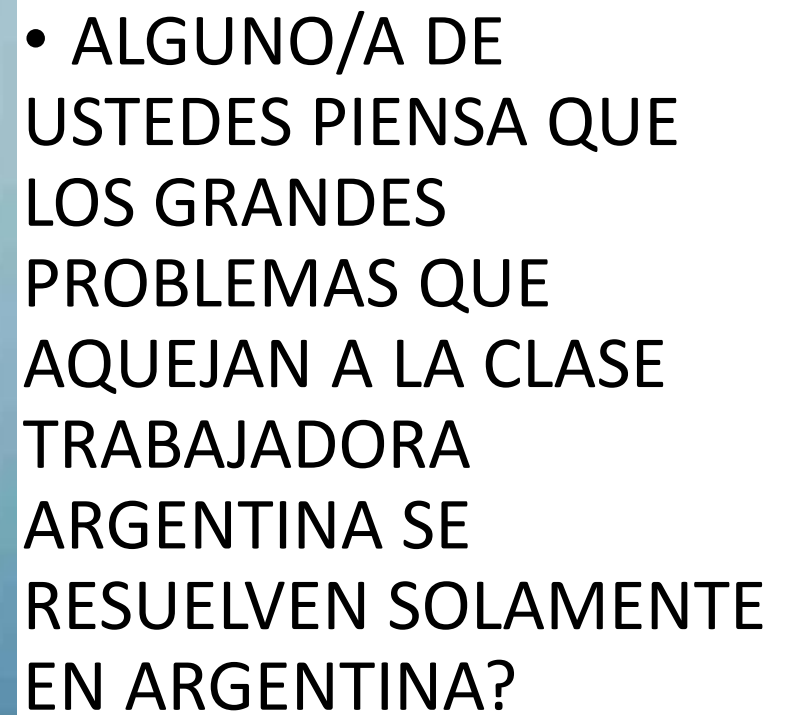 • ALGUNO/A DE
USTEDES PIENSA QUE
LOS GRANDES
PROBLEMAS QUE
AQUEJAN A LA CLASE
TRABAJADORA
ARGENTINA SE
RESUELVEN SOLAMENTE
EN ARGENTINA?